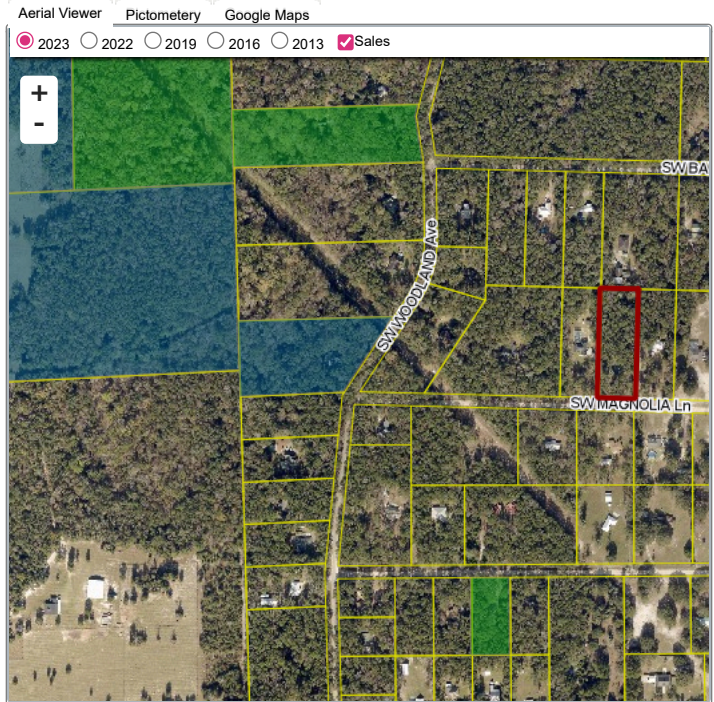 Aerial Viewer Pictometery Google Maps
2023 2022 2019 2016 2013 Sales
+
-
SW BA
SW WOODLAND Ave
SW MAGNOLIA Ln